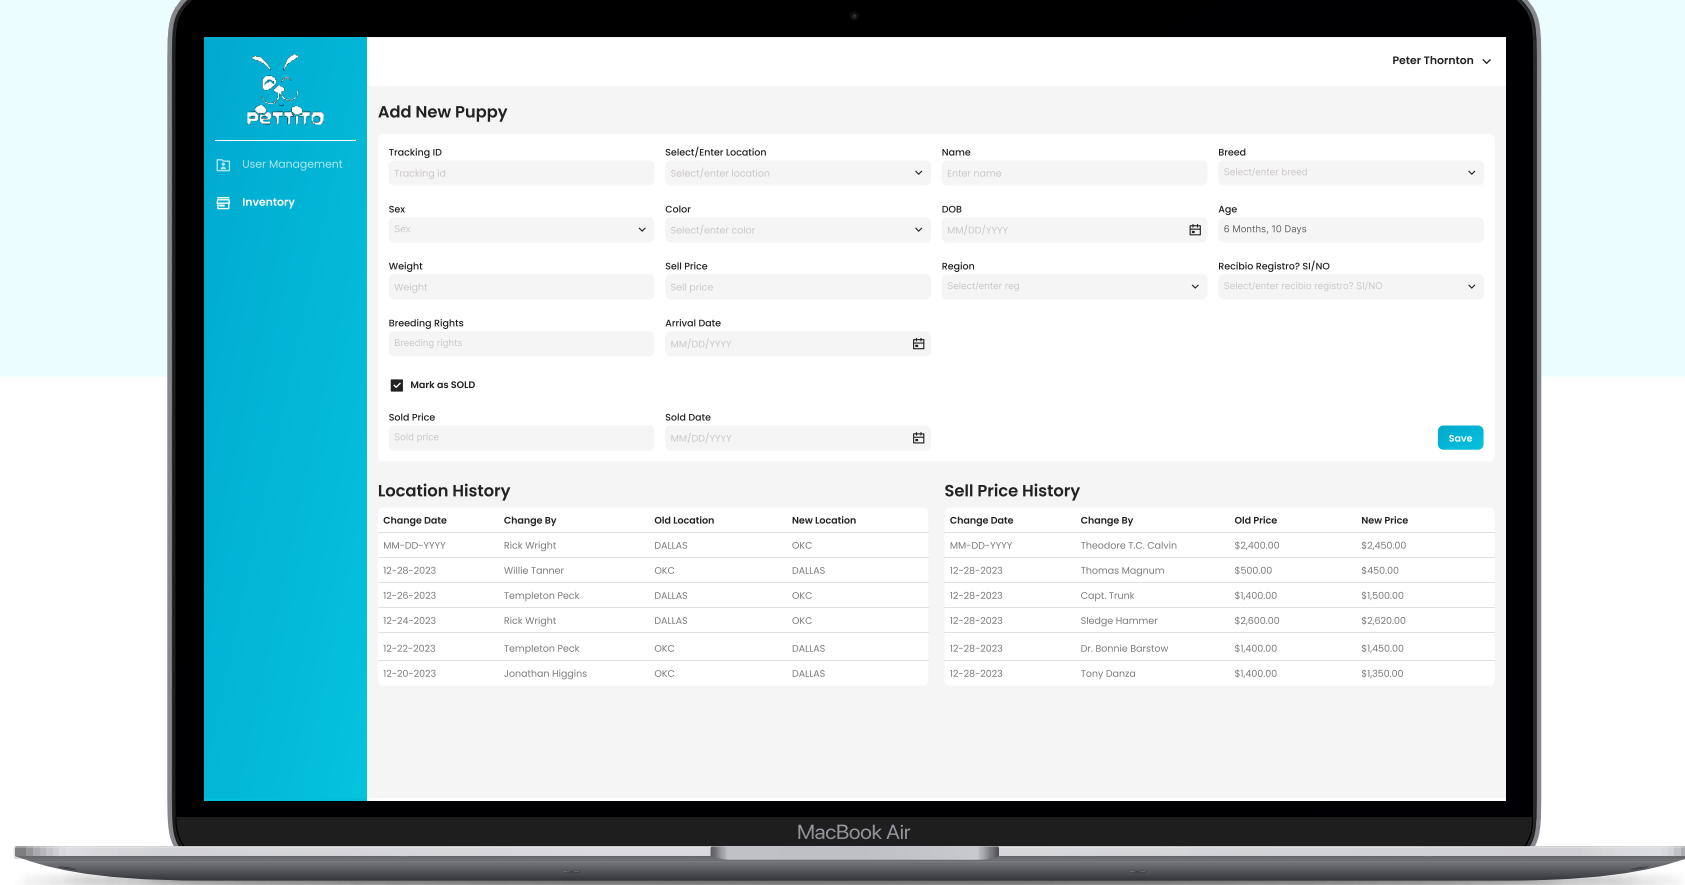 Peter Thornton
PeTTiTO
User Management
Inventory
Add New Puppy
Tracking ID Select/Enter Location Name Breed
Tracking id Select/enter location Enter name Select/enter breed
Sex Color DOB Age
Sex Select/enter color MM/DD/YYYY 6 Months, 10 Days
Weight Sell Price Region Recibio Registro? SI/NO
Weight Sell price Select/enter reg Select/enter recibio registro? SI/NO
Breeding Rights Arrival Date
Breeding rights MM/DD/YYYY
Mark as SOLD
Sold Price Sold Date
Sold price MM/DD/YYYY Save
Location History
Change Date Change By Old Location New Location
MM-DD-YYYY Rick Wright DALLAS OKC
12-28-2023 Willie Tanner OKC DALLAS
12-26-2023 Templeton Peck DALLAS OKC
12-24-2023 Rick Wright DALLAS OKC
12-22-2023 Templeton Peck OKC DALLAS
12-20-2023 Jonathan Higgins OKC DALLAS
Sell Price History
Change Date Change By Old Price New Price
MM-DD-YYYY Theodore T.C. Calvin $2,400.00 $2,450.00
12-28-2023 Thomas Magnum $500.00 $450.00
12-28-2023 Capt. Trunk $1,400.00 $1,500.00
12-28-2023 Sledge Hammer $2,600.00 $2,620.00
12-28-2023 Dr. Bonnie Barstow $1,400.00 $1,450.00
12-28-2023 Tony Danza $1,400.00 $1,350.00
MacBook Air